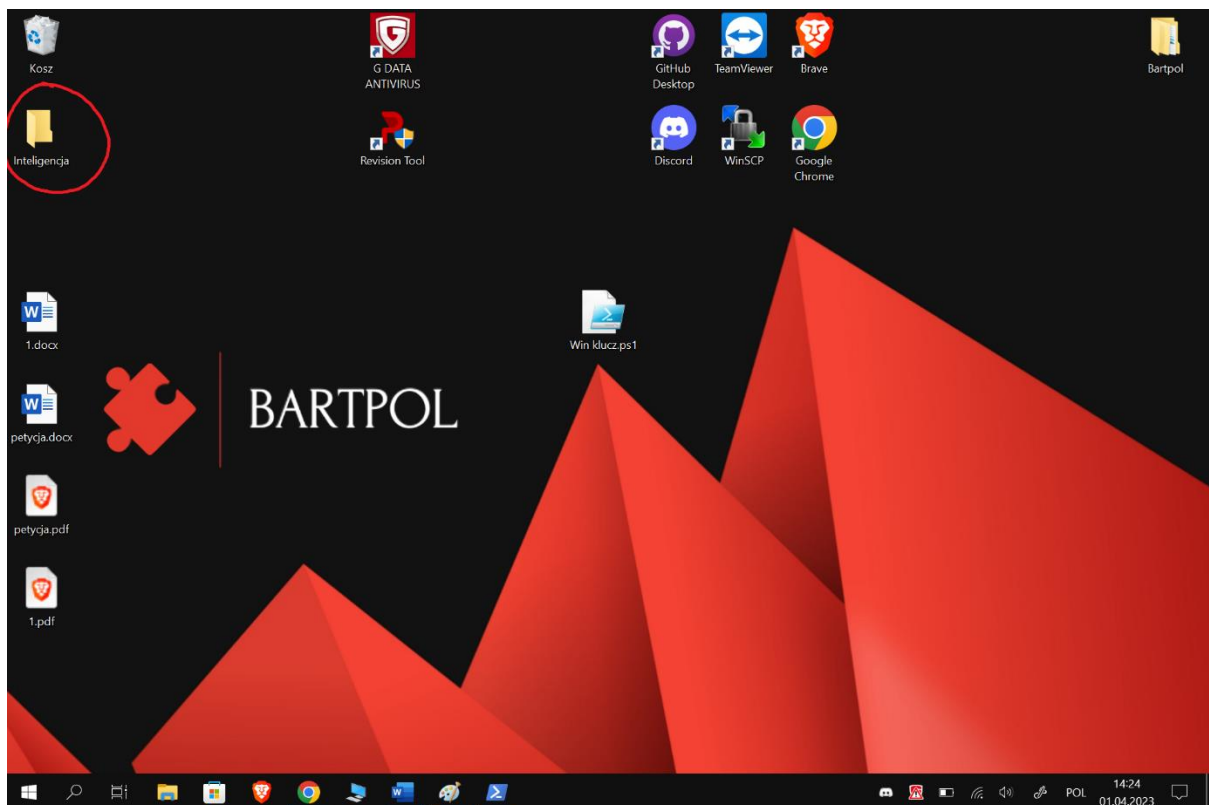 Kosz
G DATA
ANTIVIRUS
GitHub
Desktop
TeamViewer
Brave
Bartpol
Inteligencja
Revision Tool
Discord
WinSCP
Google
Chrome
1.docx
Win klucz.ps1
petycja.docx
BARTPOL
petycja.pdf
1.pdf
POL
14:24
01.04.2023